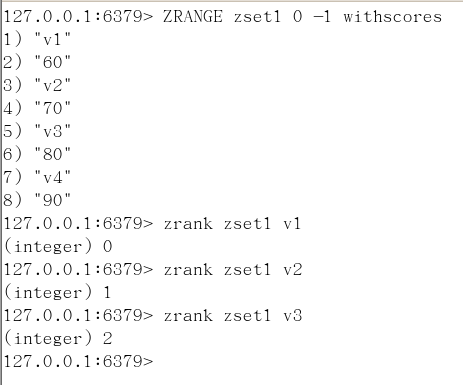 127.0.0.1:6379> ZRANGE zset1 0 -1 withscores
1) "v1"
2) "60"
3) "v2"
4) "70"
5) "v3"
6) "80"
7) "v4"
8) "90"
127.0.0.1:6379> zrank zset1 v1
(integer) 0
127.0.0.1:6379> zrank zset1 v2
(integer) 1
127.0.0.1:6379> zrank zset1 v3
(integer) 2
127.0.0.1:6379>